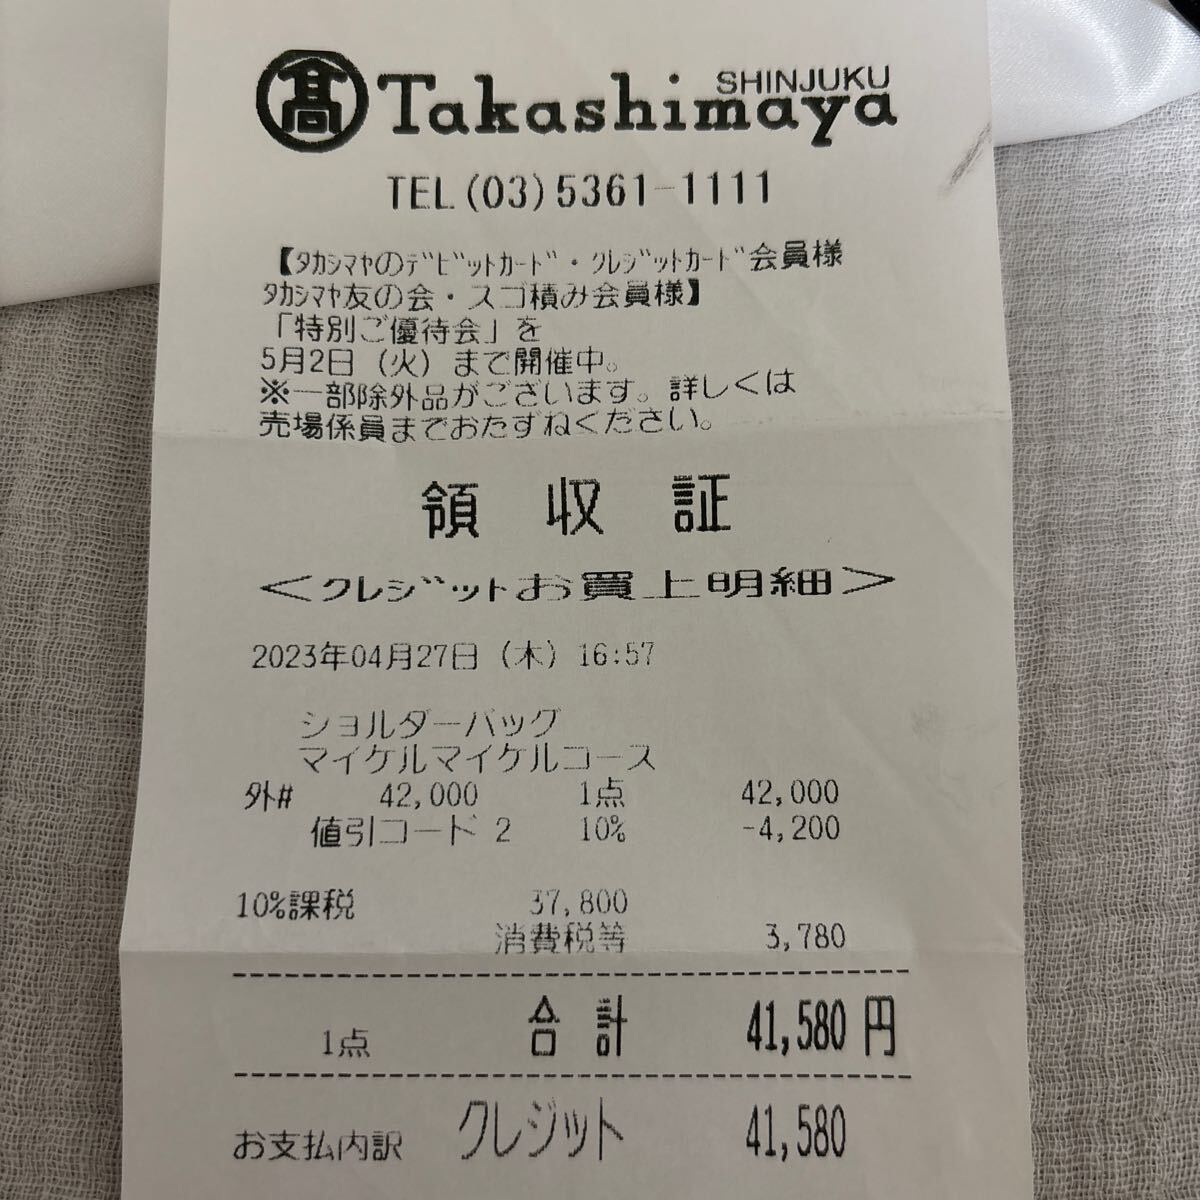 髙 Takashimaya SHINJUKU
TEL (03) 5361-1111
【ﾀｶｼﾏﾔのﾃﾞﾋﾞｯﾄｶｰﾄﾞ・ｸﾚｼﾞｯﾄｶｰﾄﾞ会員様
ﾀｶｼﾏﾔ友の会・スゴ積み会員様】
「特別ご優待会」を
5月2日（火）まで開催中。
※一部除外品がございます。詳しくは
売場係員までおたずねください。
領 収 証
＜クレジットお買上明細＞
2023年04月27日（木）16:57
ショルダーバッグ
マイケルマイケルコース
外# 42,000 1点 42,000
値引コード 2 10% -4,200
10%課税 37,800
消費税等 3,780
1点 合計 41,580円
お支払内訳 クレジット 41,580